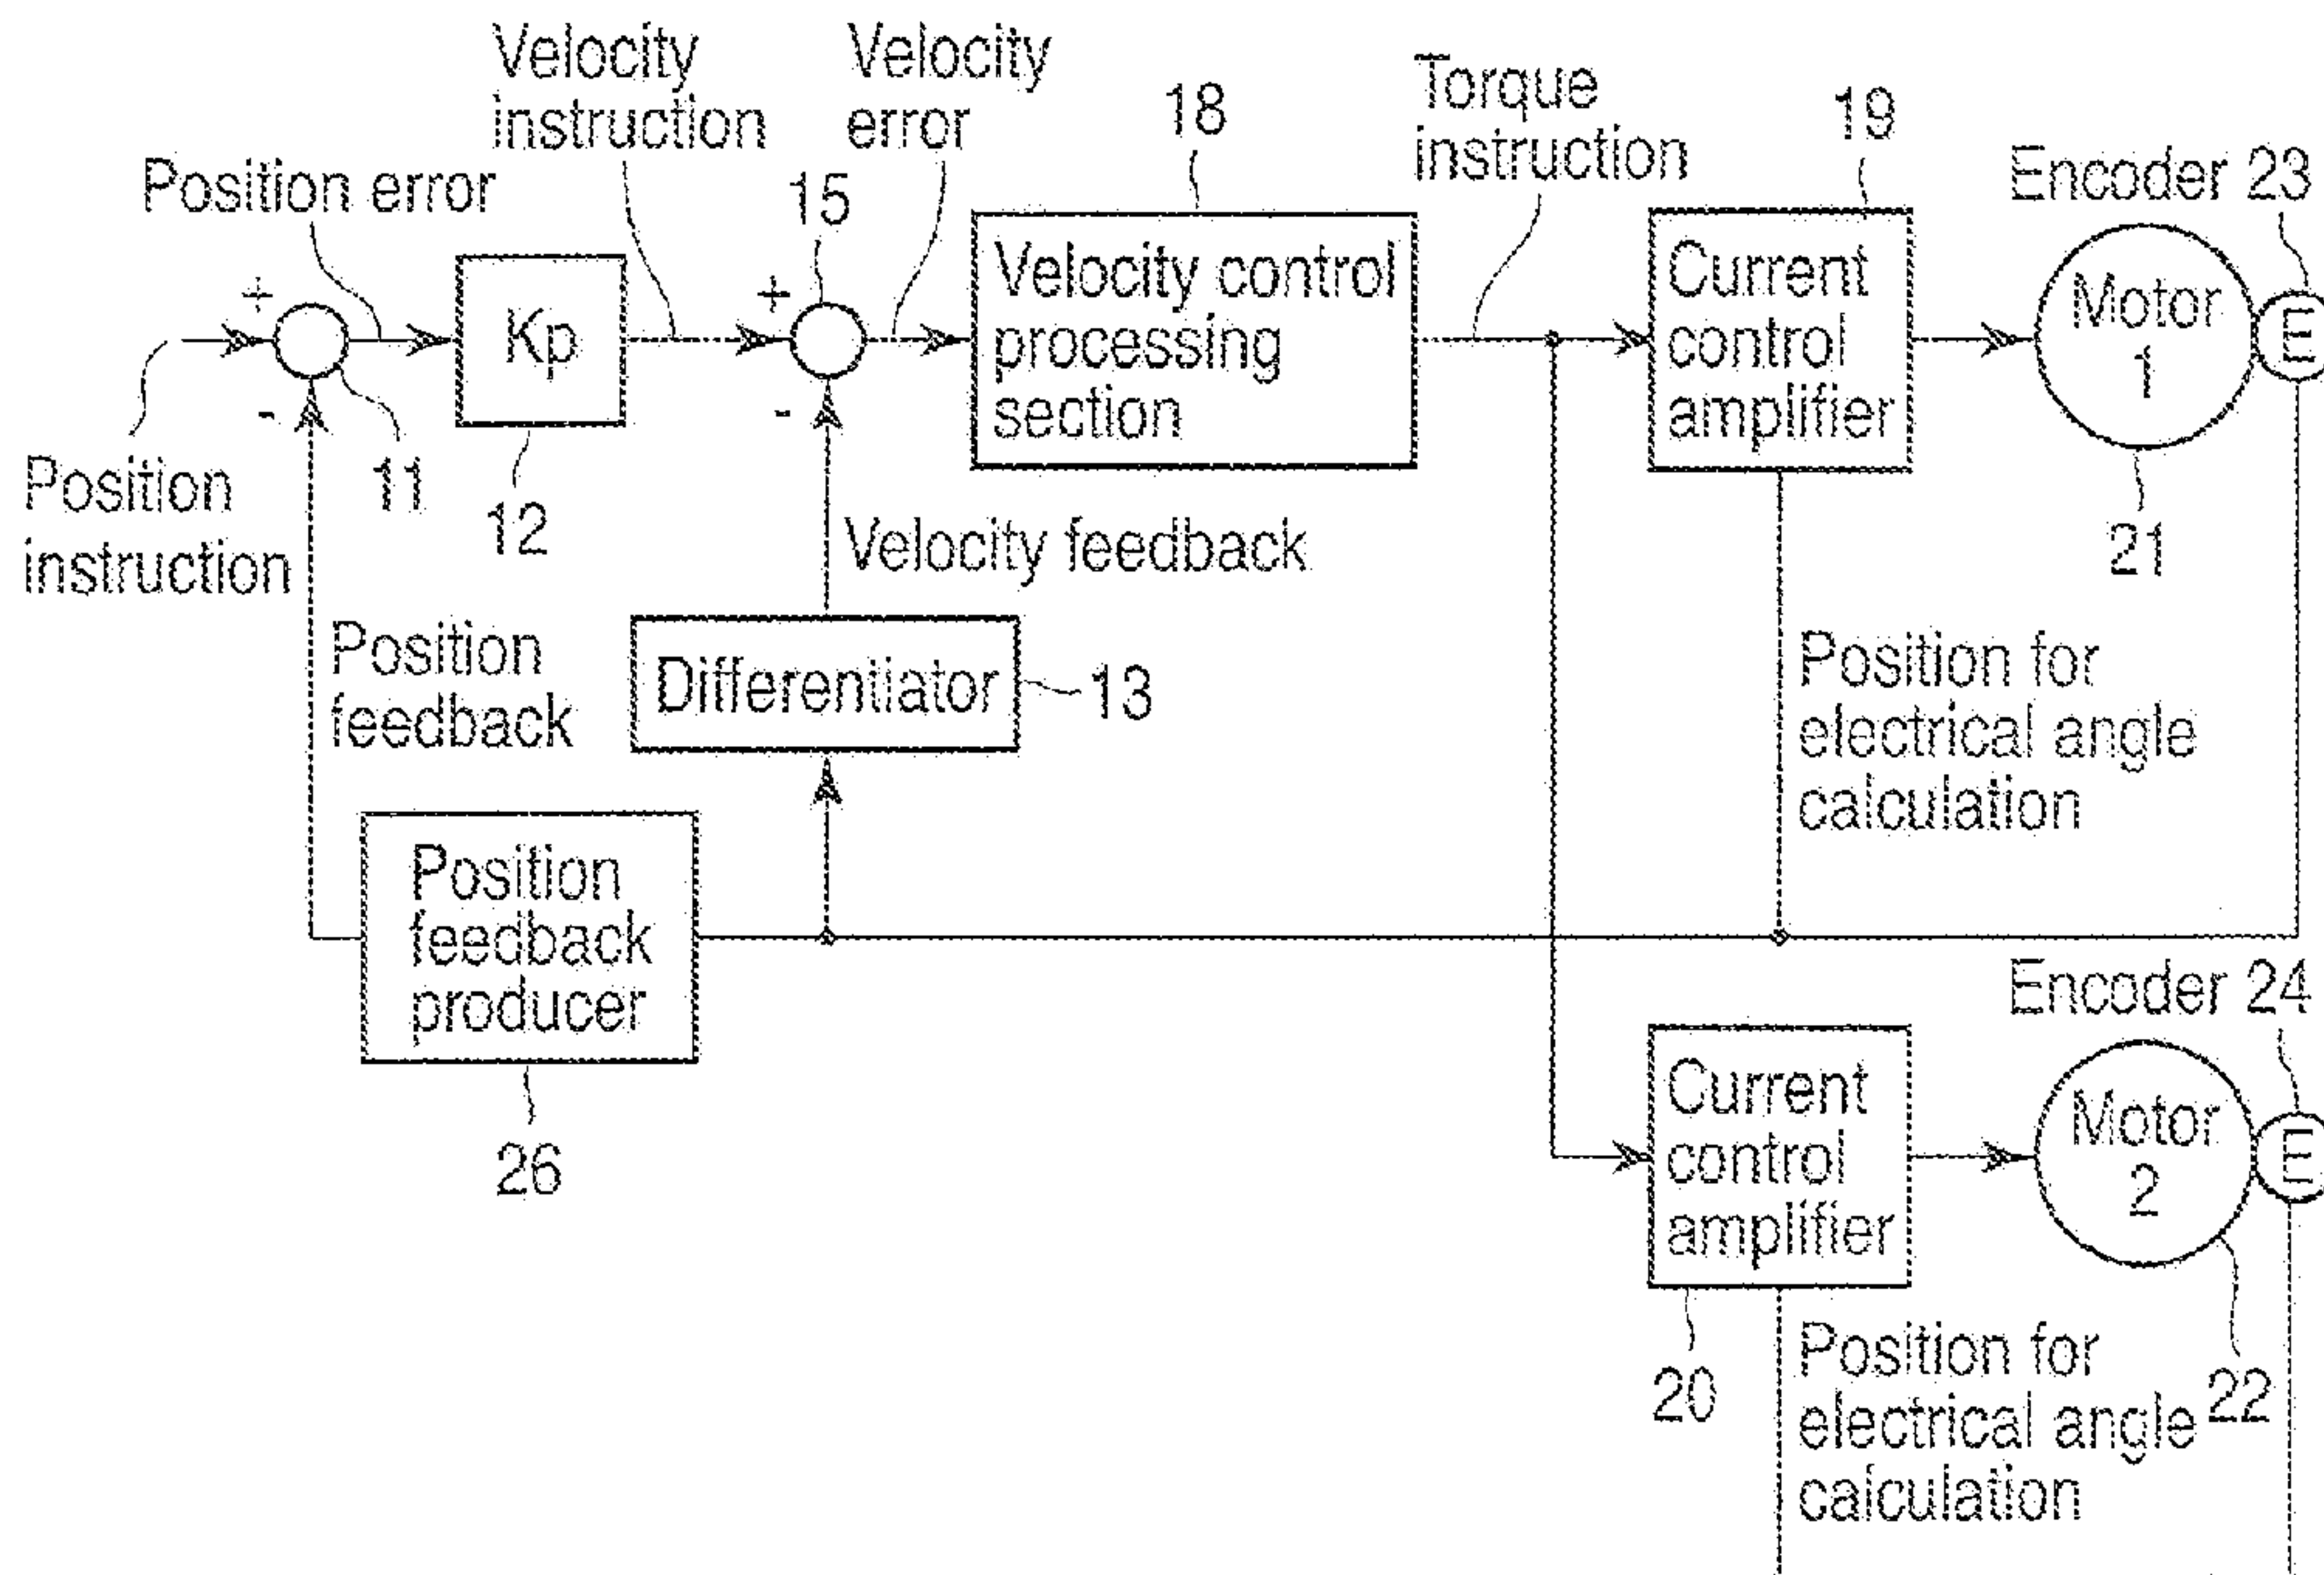 Velocity
instruction
Velocity
error
18
Torque
instruction
19
Encoder 23
Position error
15
+
Kp
+
Velocity control
processing
section
Current
control
amplifier
Motor
1
E
-
11
12
-
21
Position
instruction
Velocity feedback
Position
feedback
Differentiator
13
Position for
electrical angle
calculation
Position
feedback
producer
26
Encoder 24
Current
control
amplifier
Motor
2
E
20
22
Position for
electrical angle
calculation